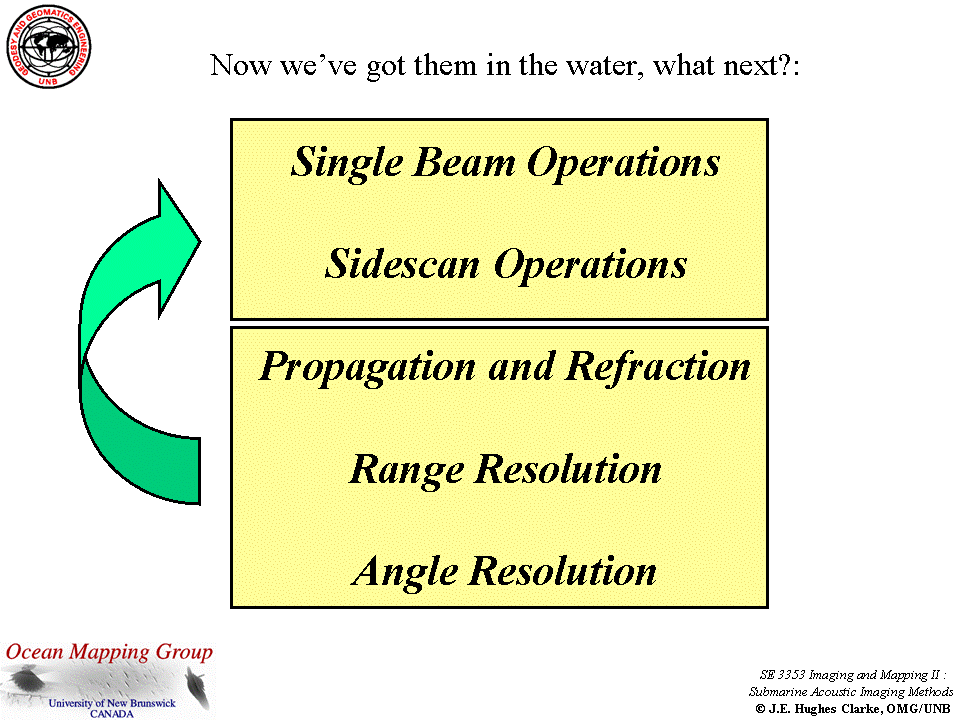 GEODESY AND GEOMATICS ENGINEERING
UNB
Now we've got them in the water, what next?:
Single Beam Operations
Sidescan Operations
Propagation and Refraction
Range Resolution
Angle Resolution
Ocean Mapping Group
University of New Brunswick
CANADA
SE 3353 Imaging and Mapping II :
Submarine Acoustic Imaging Methods
© J.E. Hughes Clarke, OMG/UNB